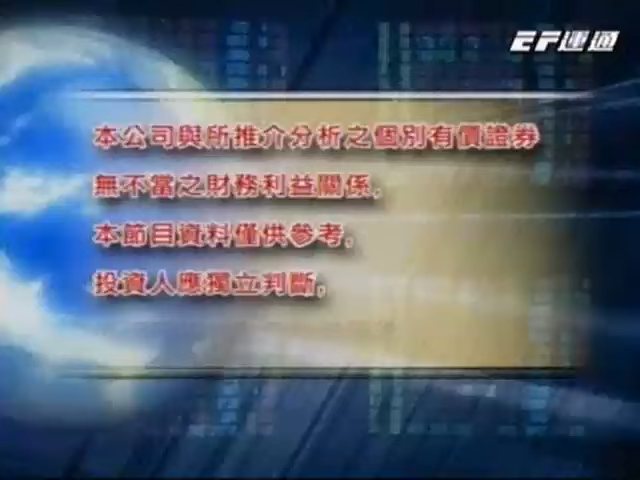 EF運通
本公司與所推介分析之個別有價證券
無不當之財務利益關係,
本節目資料僅供參考,
投資人應獨立判斷,